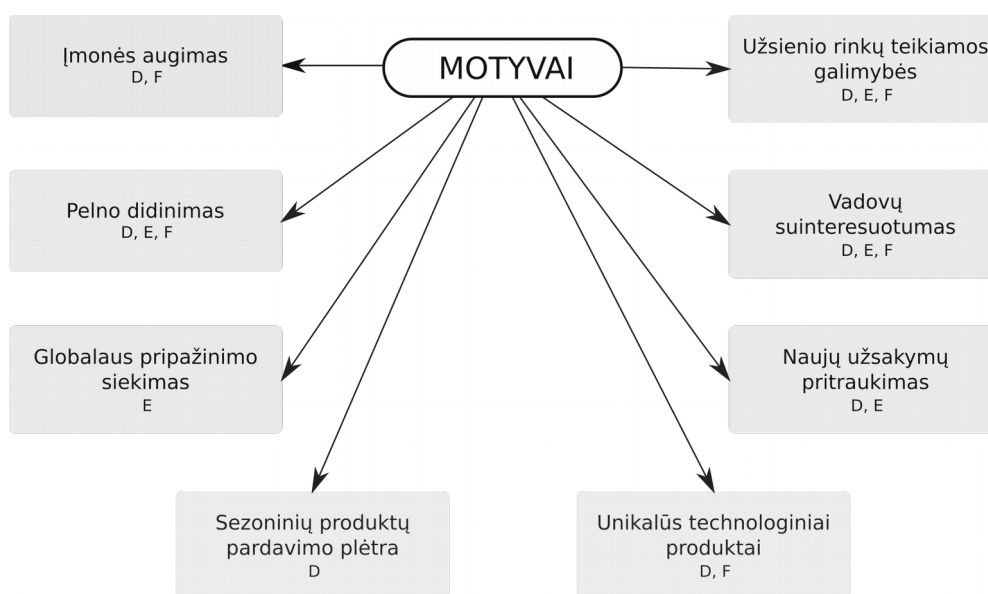 MOTYVAI
Įmonės augimas
D, F
Užsienio rinkų teikiamos
galimybės
D, E, F
Pelno didinimas
D, E, F
Vadovų
suinteresuotumas
D, E, F
Globalaus pripažinimo
siekimas
E
Naujų užsakymų
pritraukimas
D, E
Sezoninių produktų
pardavimo plėtra
D
Unikalūs technologiniai
produktai
D, F